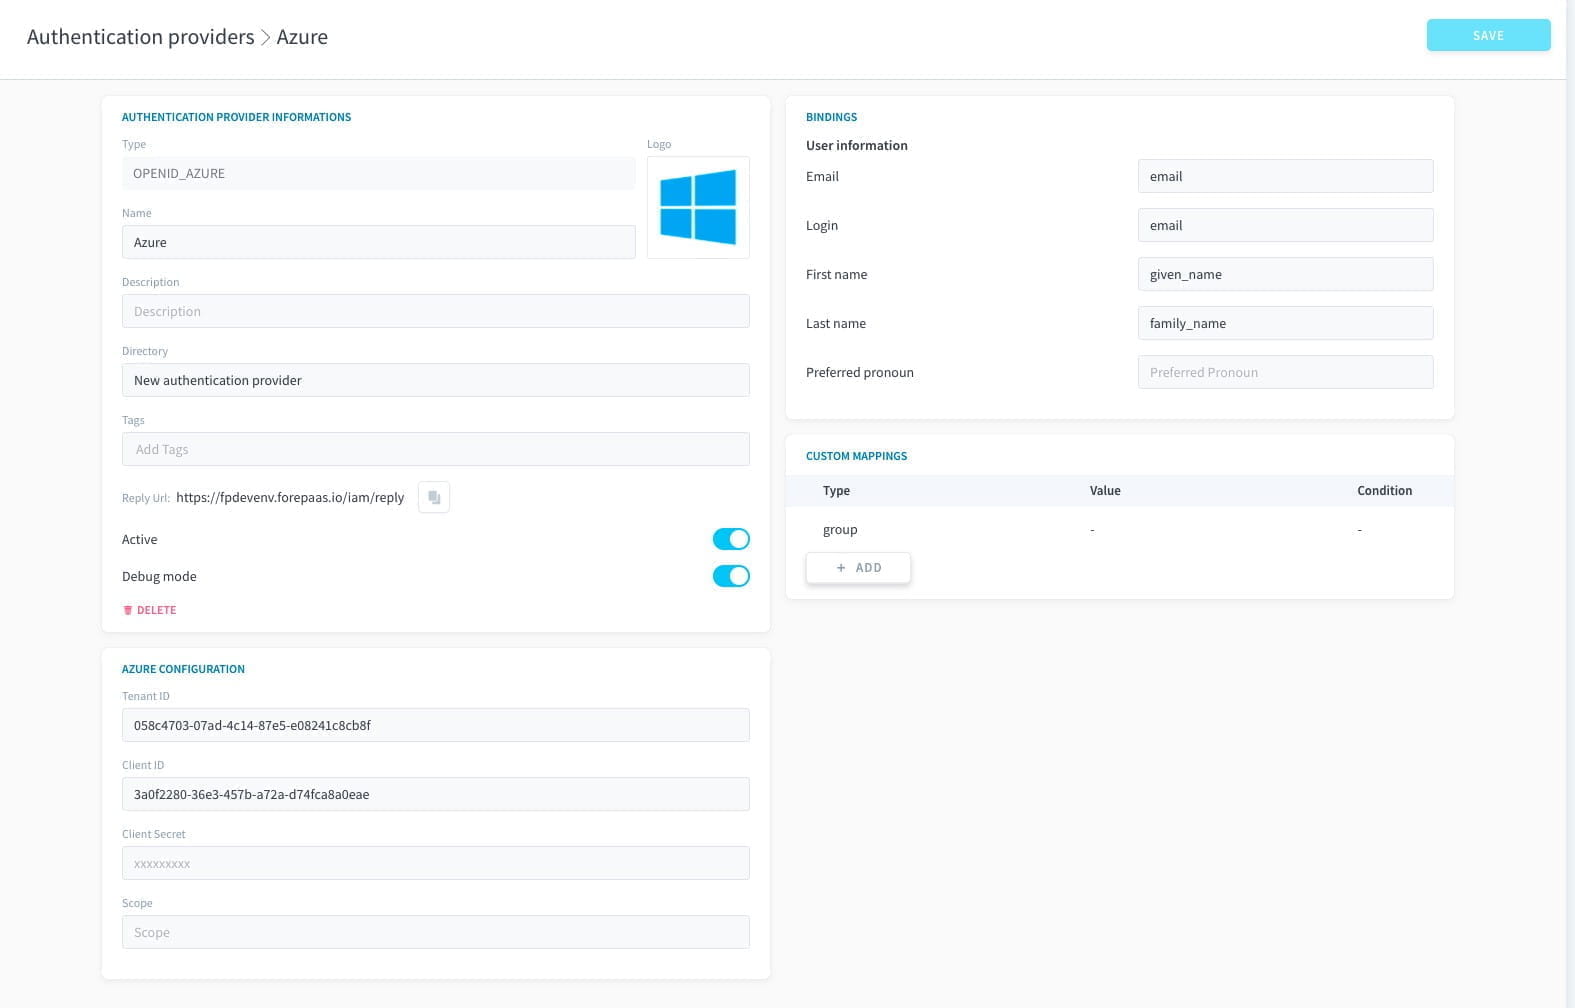 Authentication providers > Azure
SAVE
AUTHENTICATION PROVIDER INFORMATIONS
Type
Logo
OPENID_AZURE
Name
Azure
Description
Description
Directory
New authentication provider
Tags
Add Tags
Reply Url: https://fpdevenv.forepaas.io/iam/reply
Active
Debug mode
DELETE
AZURE CONFIGURATION
Tenant ID
058c4703-07ad-4c14-87e5-e08241c8cb8f
Client ID
3a0f2280-36e3-457b-a72a-d74fca8a0eae
Client Secret
xxxxxxxxx
Scope
Scope
BINDINGS
User information
Email email
Login email
First name given_name
Last name family_name
Preferred pronoun Preferred Pronoun
CUSTOM MAPPINGS
Type Value Condition
group - -
+ ADD